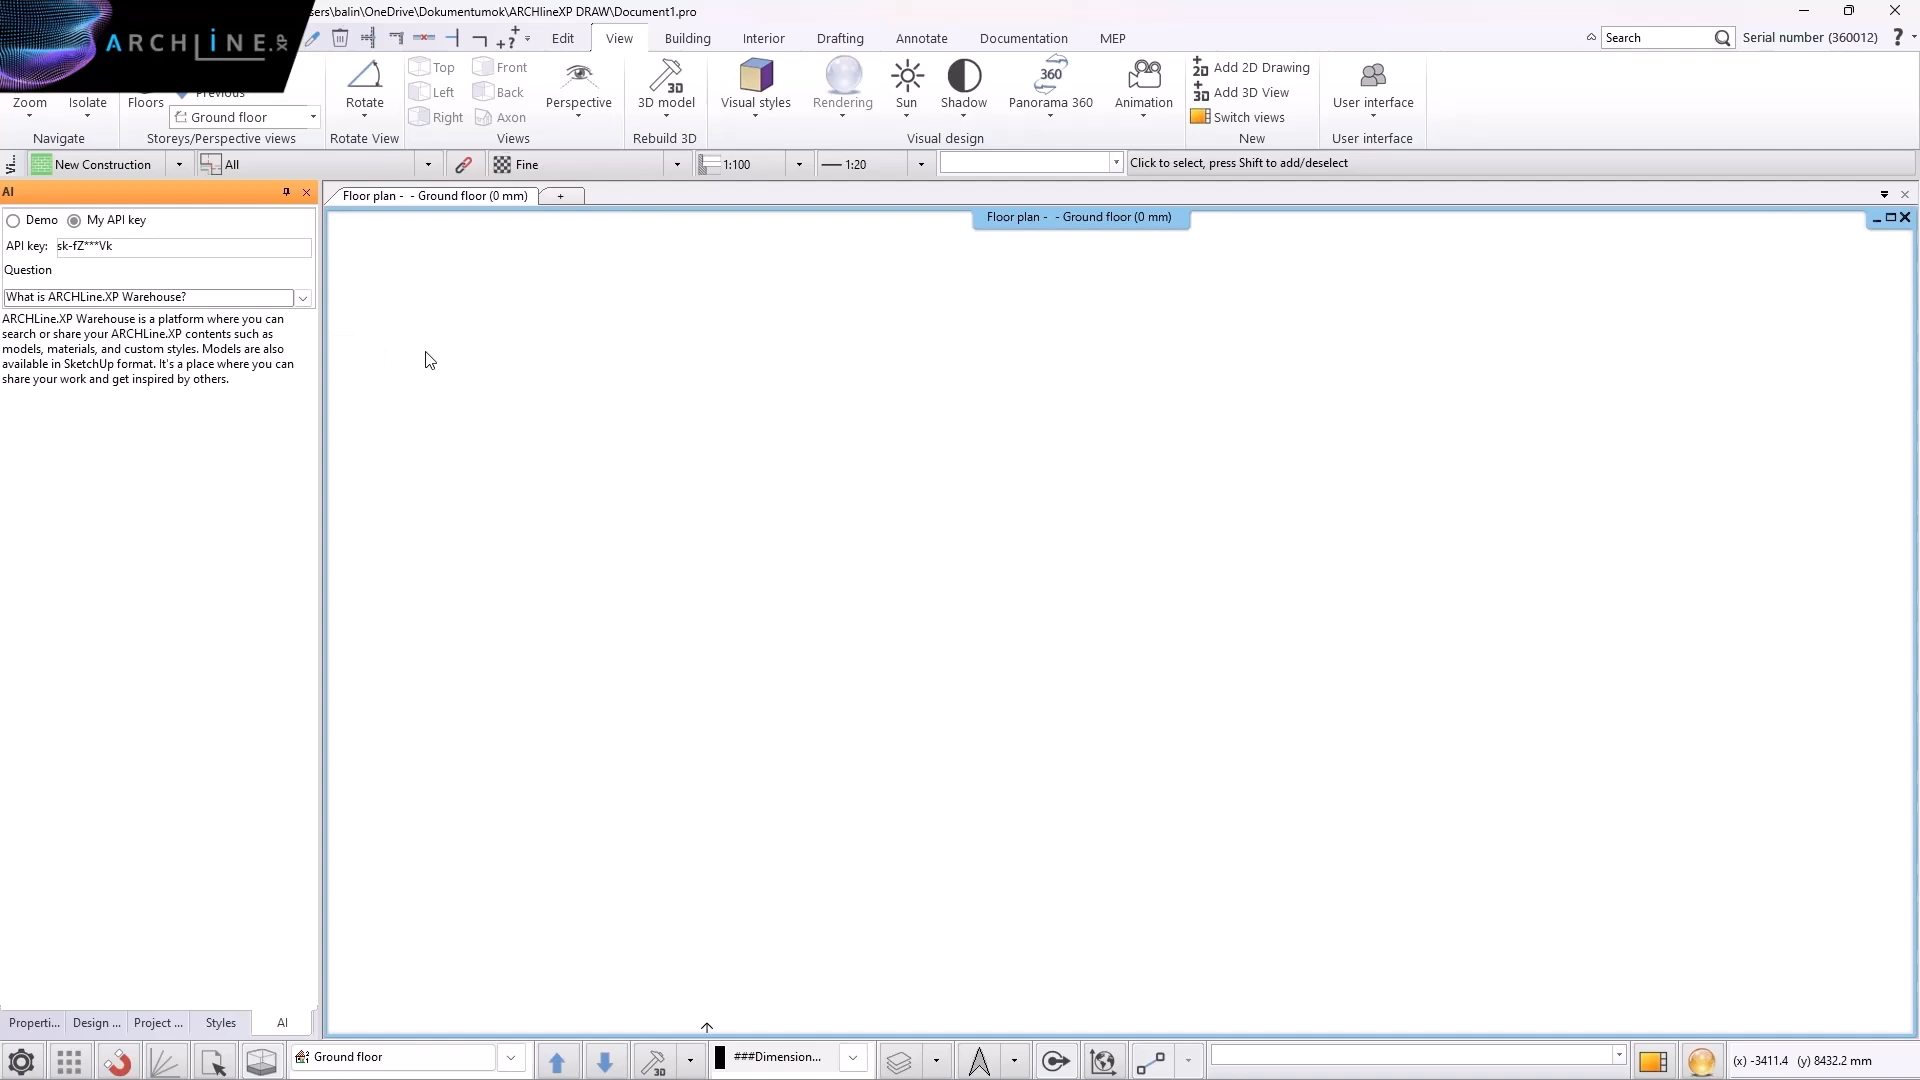 sers\balin\OneDrive\Dokumentumok\ARCHlineXP DRAW\Document1.pro
ARCHLiNE.XP
Edit View Building Interior Drafting Annotate Documentation MEP
Search Serial number (360012) ?
Top Front Add 2D Drawing
Left Back Add 3D View
Previous
Zoom Isolate Floors Rotate Perspective 3D model Visual styles Rendering Sun Shadow Panorama 360 Animation User interface
Ground floor Right Axon Switch views
Navigate Storeys/Perspective views Rotate View Views Rebuild 3D Visual design New User interface
New Construction All Fine 1:100 1:20 Click to select, press Shift to add/deselect
AI
Floor plan - - Ground floor (0 mm) +
Floor plan - - Ground floor (0 mm)
Demo My API key
API key: sk-fZ***Vk
Question
What is ARCHLine.XP Warehouse?
ARCHLine.XP Warehouse is a platform where you can
search or share your ARCHLine.XP contents such as
models, materials, and custom styles. Models are also
available in SketchUp format. It's a place where you can
share your work and get inspired by others.
Properti... Design ... Project ... Styles AI
Ground floor 3D ###Dimension... (x) -3411.4 (y) 8432.2 mm